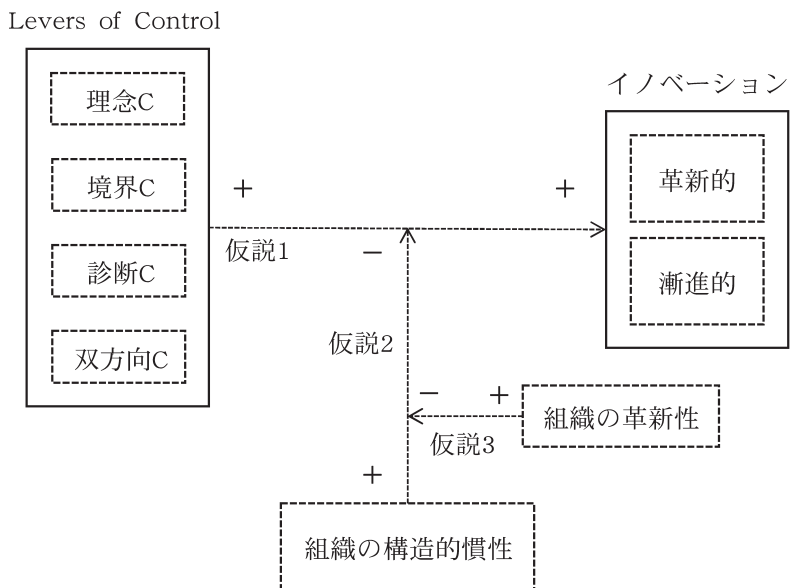 Levers of Control
理念C
境界C
診断C
双方向C
イノベーション
革新的
漸進的
+
+
仮説1
−
仮説2
−
+
組織の革新性
仮説3
+
組織の構造的慣性